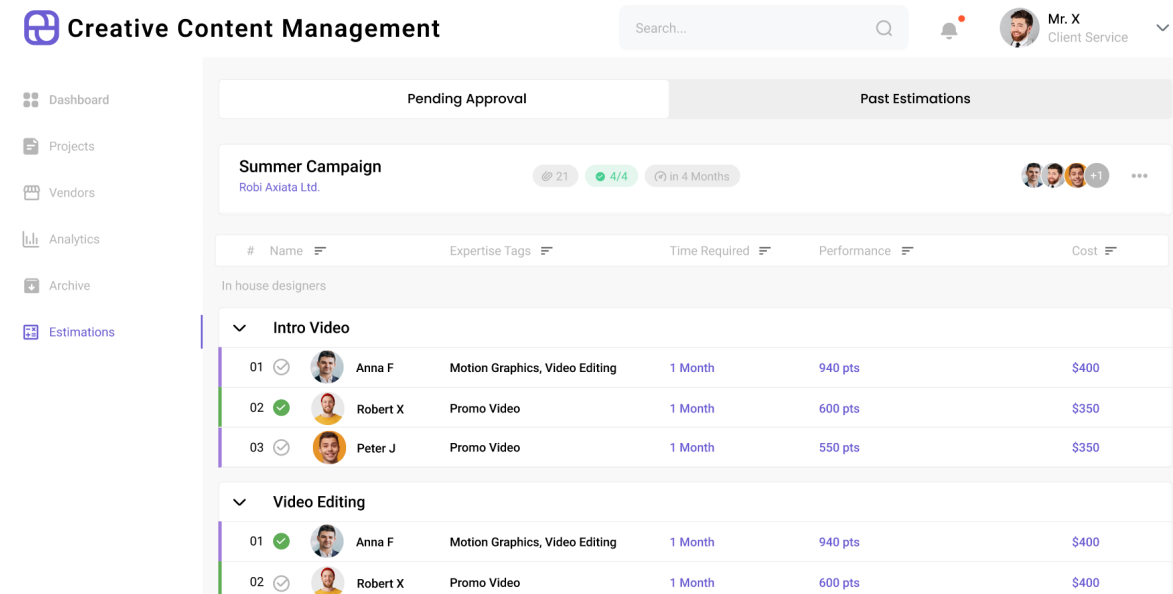 Creative Content Management
Search...
Mr. X
Client Service
Dashboard
Projects
Vendors
Analytics
Archive
Estimations
Pending Approval Past Estimations
Summer Campaign
Robi Axiata Ltd.
21 4/4 in 4 Months +1
# Name Expertise Tags Time Required Performance Cost
In house designers
Intro Video
01 Anna F Motion Graphics, Video Editing 1 Month 940 pts $400
02 Robert X Promo Video 1 Month 600 pts $350
03 Peter J Promo Video 1 Month 550 pts $350
Video Editing
01 Anna F Motion Graphics, Video Editing 1 Month 940 pts $400
02 Robert X Promo Video 1 Month 600 pts $400